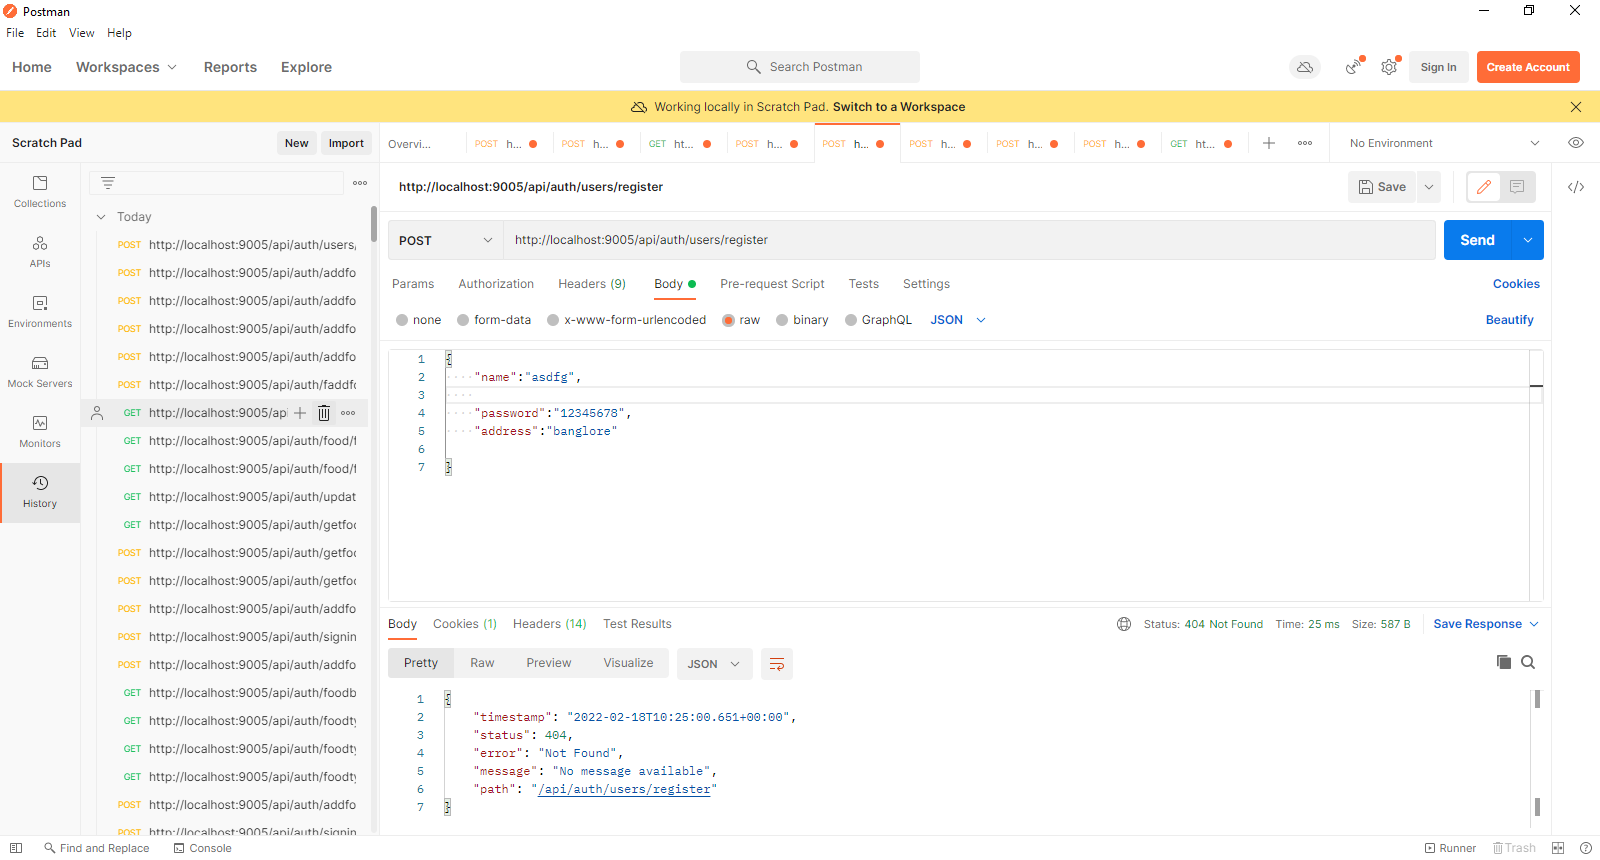 Postman
File Edit View Help
Home Workspaces Reports Explore Search Postman Sign In Create Account
Working locally in Scratch Pad. Switch to a Workspace
Scratch Pad New Import Overvi... POST h... POST h... GET ht... POST h... POST h... POST h... POST h... POST h... GET ht... No Environment
http://localhost:9005/api/auth/users/register Save
Collections
APIs
Environments
Mock Servers
Monitors
History
Today
POST http://localhost:9005/api/auth/users/
POST http://localhost:9005/api/auth/addfo
POST http://localhost:9005/api/auth/addfo
POST http://localhost:9005/api/auth/addfo
POST http://localhost:9005/api/auth/addfo
POST http://localhost:9005/api/auth/faddfo
GET http://localhost:9005/api
GET http://localhost:9005/api/auth/food/f
GET http://localhost:9005/api/auth/food/f
GET http://localhost:9005/api/auth/updat
GET http://localhost:9005/api/auth/getfoo
POST http://localhost:9005/api/auth/getfoo
POST http://localhost:9005/api/auth/getfoo
POST http://localhost:9005/api/auth/addfo
POST http://localhost:9005/api/auth/signin
POST http://localhost:9005/api/auth/addfo
GET http://localhost:9005/api/auth/foodb
GET http://localhost:9005/api/auth/foodty
GET http://localhost:9005/api/auth/foodty
GET http://localhost:9005/api/auth/foodty
POST http://localhost:9005/api/auth/addfo
POST http://localhost:9005/api/auth/signin
POST http://localhost:9005/api/auth/users/register Send
Params Authorization Headers (9) Body Pre-request Script Tests Settings Cookies
none form-data x-www-form-urlencoded raw binary GraphQL JSON Beautify
1 {
2 "name":"asdfg",
3
4 "password":"12345678",
5 "address":"banglore"
6
7 }
Body Cookies (1) Headers (14) Test Results Status: 404 Not Found Time: 25 ms Size: 587 B Save Response
Pretty Raw Preview Visualize JSON
1 {
2 "timestamp": "2022-02-18T10:25:00.651+00:00",
3 "status": 404,
4 "error": "Not Found",
5 "message": "No message available",
6 "path": "/api/auth/users/register"
7 }
Find and Replace Console Runner Trash